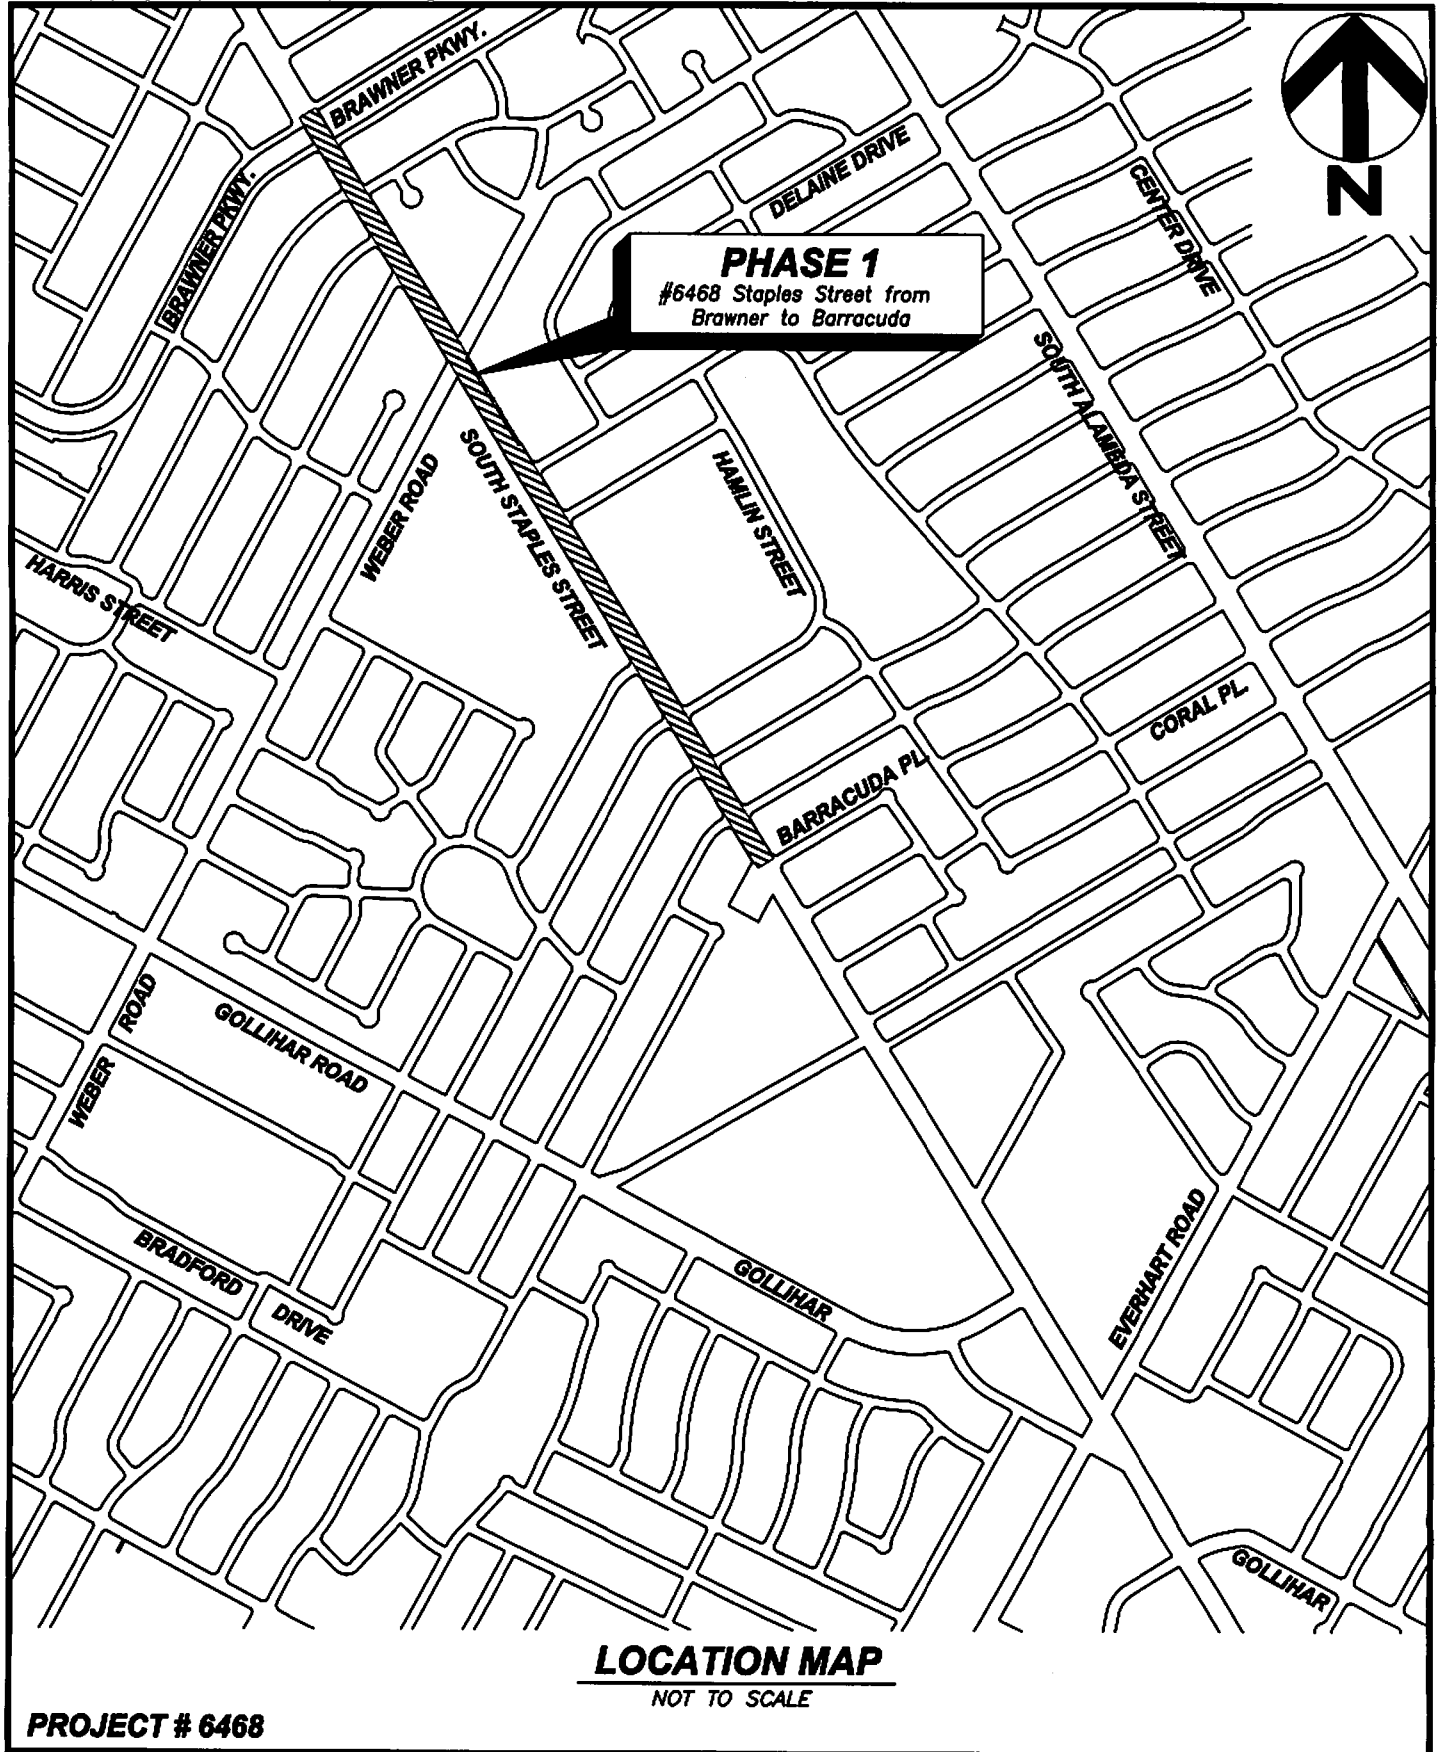 BRAWNER PKWY.
N
DELAINE DRIVE
CENTER DRIVE
BRAWNER PKWY.
PHASE 1
#6468 Staples Street from
Brawner to Barracuda
SOUTH ALAMEDA STREET
SOUTH STAPLES STREET
WEBER ROAD
HAMLIN STREET
HARRIS STREET
CORAL PL.
BARRACUDA PL.
WEBER ROAD
GOLLIHAR ROAD
BRADFORD DRIVE
GOLLIHAR
EVERHART ROAD
GOLLIHAR
LOCATION MAP
NOT TO SCALE
PROJECT # 6468